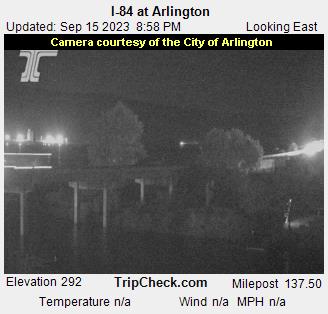 I-84 at Arlington
Updated: Sep 15 2023 8:58 PM Looking East
Camera courtesy of the City of Arlington
Elevation 292 TripCheck.com Milepost 137.50
Temperature n/a Wind n/a MPH n/a